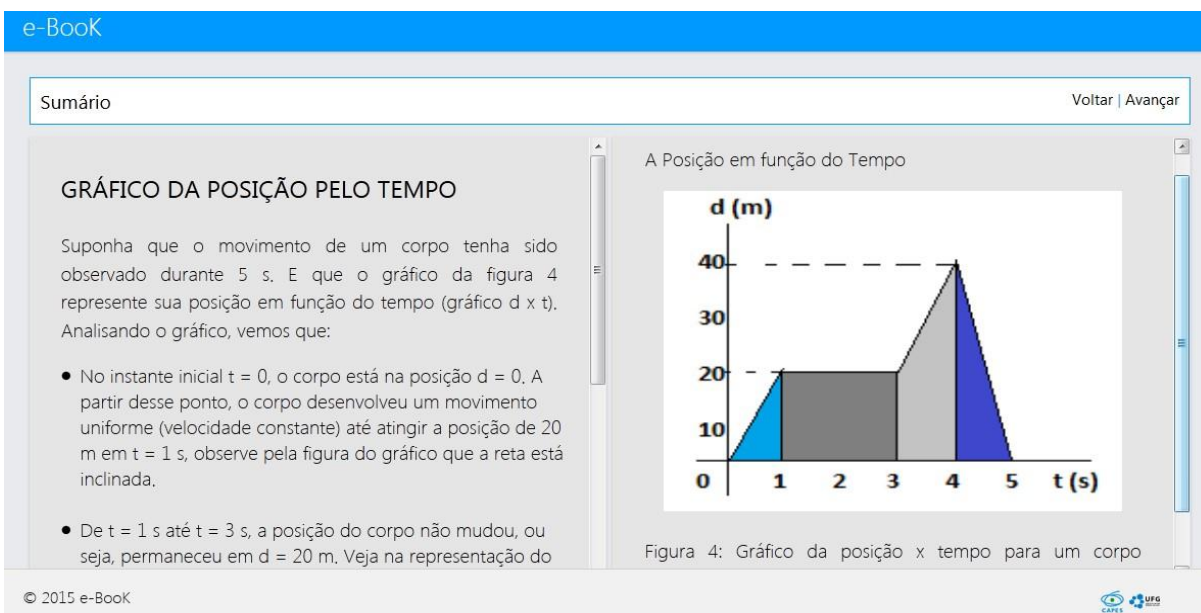 e-BooK
Sumário
Voltar | Avançar
GRÁFICO DA POSIÇÃO PELO TEMPO
Suponha que o movimento de um corpo tenha sido
observado durante 5 s. E que o gráfico da figura 4
represente sua posição em função do tempo (gráfico d x t).
Analisando o gráfico, vemos que:
• No instante inicial t = 0, o corpo está na posição d = 0. A
partir desse ponto, o corpo desenvolveu um movimento
uniforme (velocidade constante) até atingir a posição de 20
m em t = 1 s, observe pela figura do gráfico que a reta está
inclinada.
• De t = 1 s até t = 3 s, a posição do corpo não mudou, ou
seja, permaneceu em d = 20 m. Veja na representação do
A Posição em função do Tempo
d (m)
40
30
20
10
0 1 2 3 4 5 t (s)
Figura 4: Gráfico da posição x tempo para um corpo
© 2015 e-BooK
CAPES
UFG